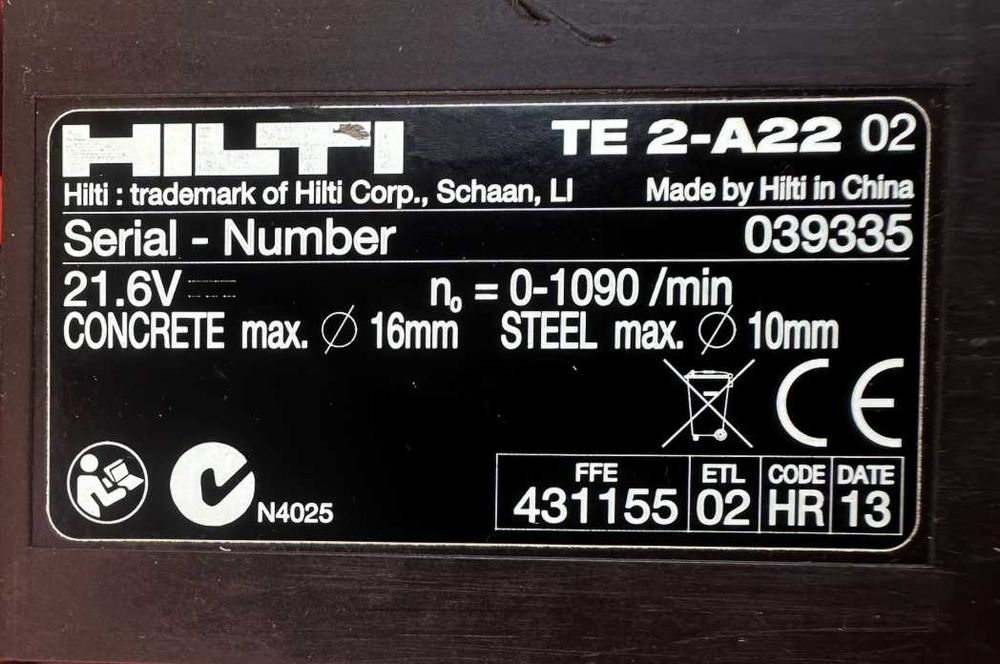 HILTI TE 2-A22 02
Hilti : trademark of Hilti Corp., Schaan, LI Made by Hilti in China
Serial - Number 039335
21.6V n₀ = 0-1090 /min
CONCRETE max. ∅ 16mm STEEL max. ∅ 10mm
CE
FFE ETL CODE DATE
431155 02 HR 13
N4025